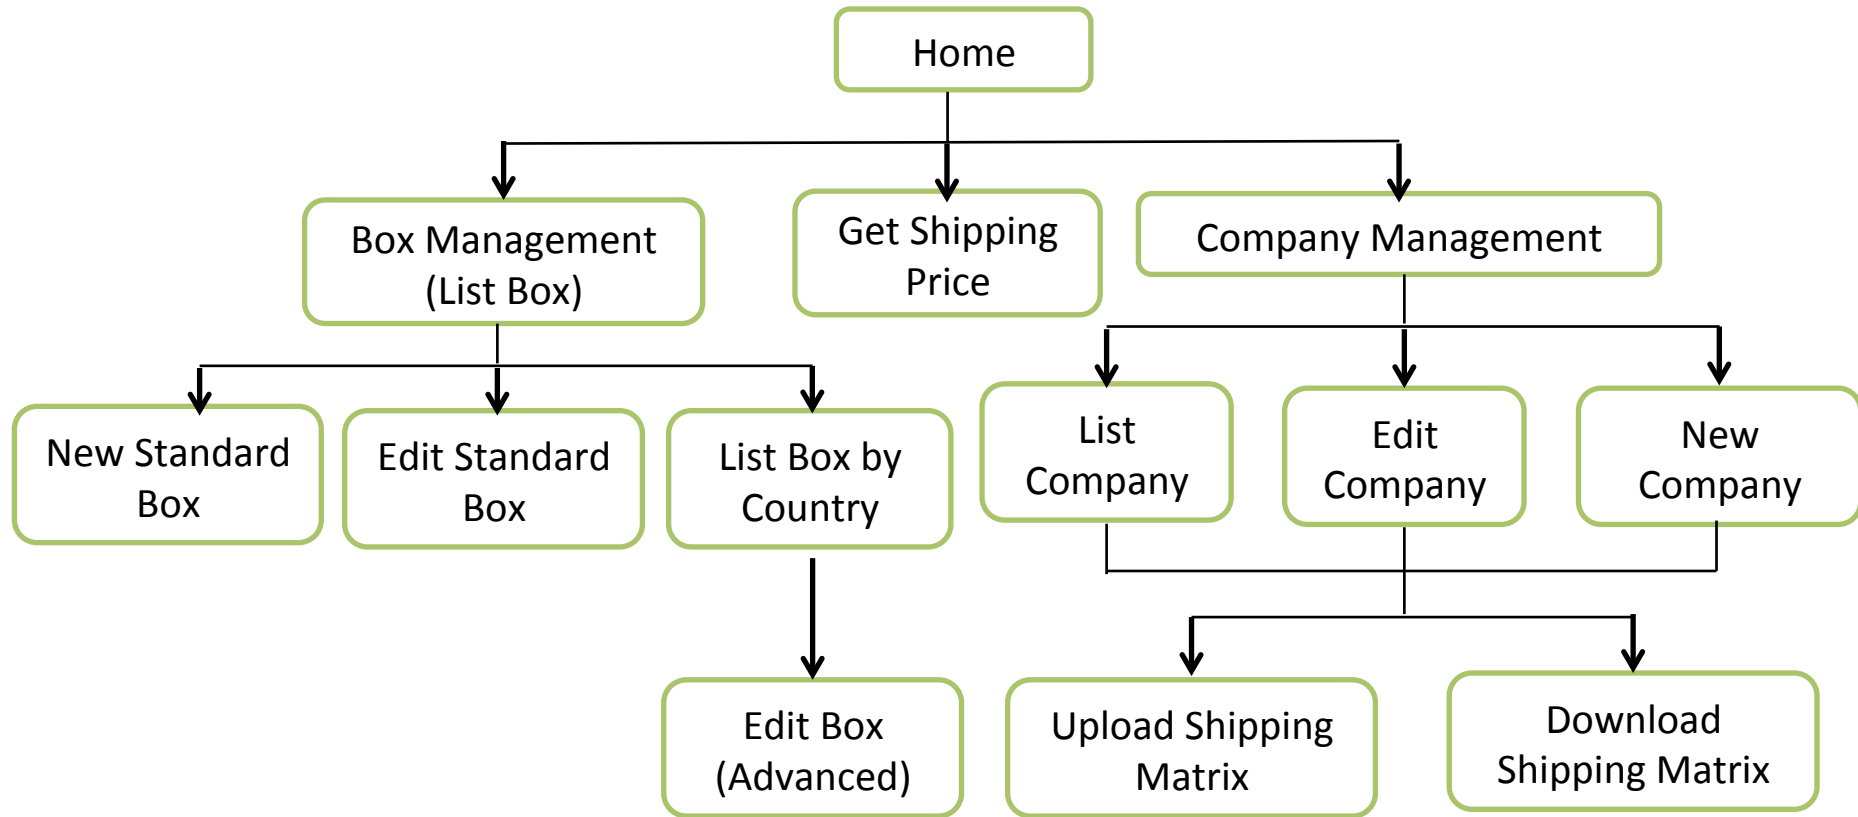 Home
Box Management
(List Box)
Get Shipping
Price
Company Management
New Standard
Box
Edit Standard
Box
List Box by
Country
List
Company
Edit
Company
New
Company
Edit Box
(Advanced)
Upload Shipping
Matrix
Download
Shipping Matrix